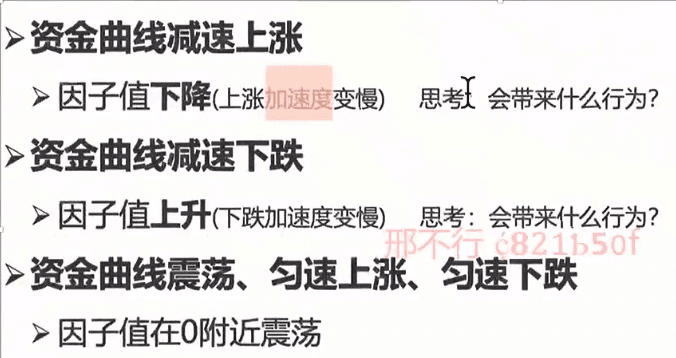 资金曲线减速上涨
因子值下降(上涨加速度变慢) 思考： 会带来什么行为?
资金曲线减速下跌
因子值上升(下跌加速度变慢) 思考：会带来什么行为?
邢不行 ć821ъ5of
资金曲线震荡、匀速上涨、匀速下跌
因子值在0附近震荡